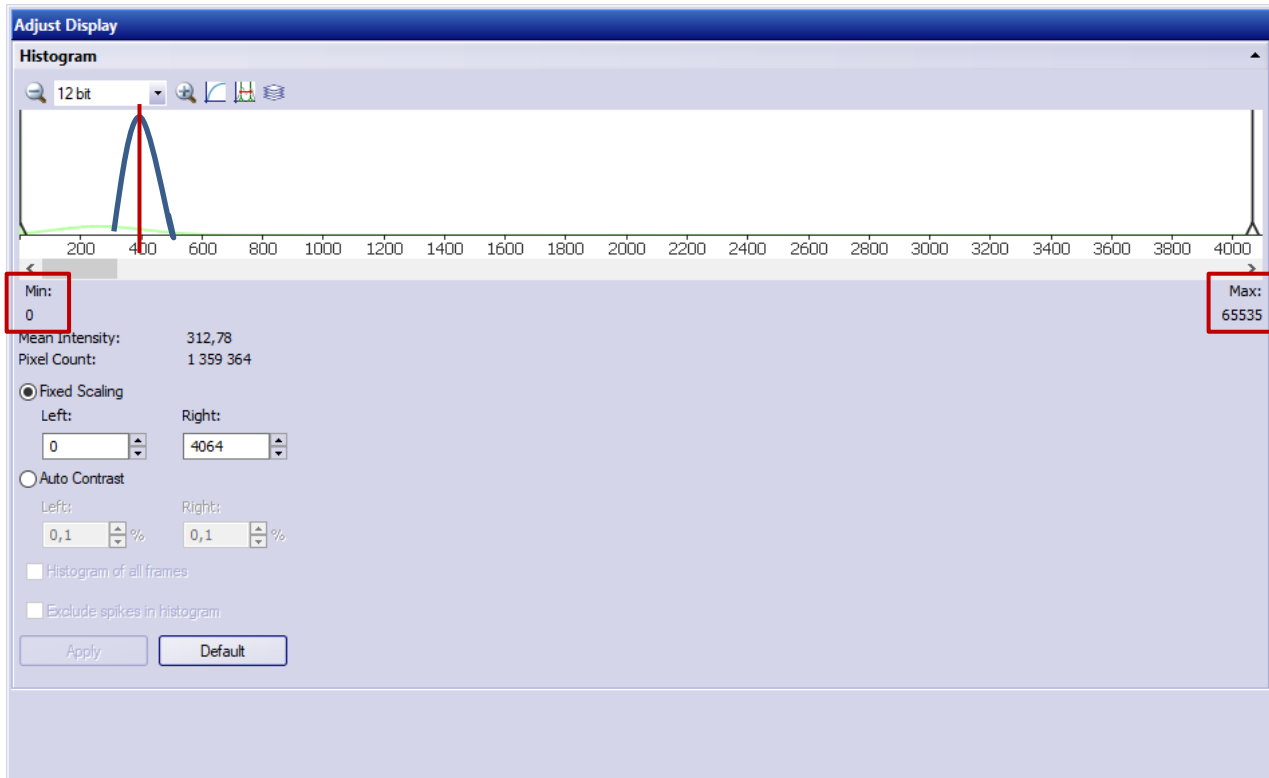 Adjust Display
Histogram
12 bit
200 400 600 800 1000 1200 1400 1600 1800 2000 2200 2400 2600 2800 3000 3200 3400 3600 3800 4000
Min: Max:
0 65535
Mean Intensity: 312,78
Pixel Count: 1 359 364
Fixed Scaling
Left: Right:
0 4064
Auto Contrast
Left: Right:
0,1 % 0,1 %
Histogram of all frames
Exclude spikes in histogram
Apply Default